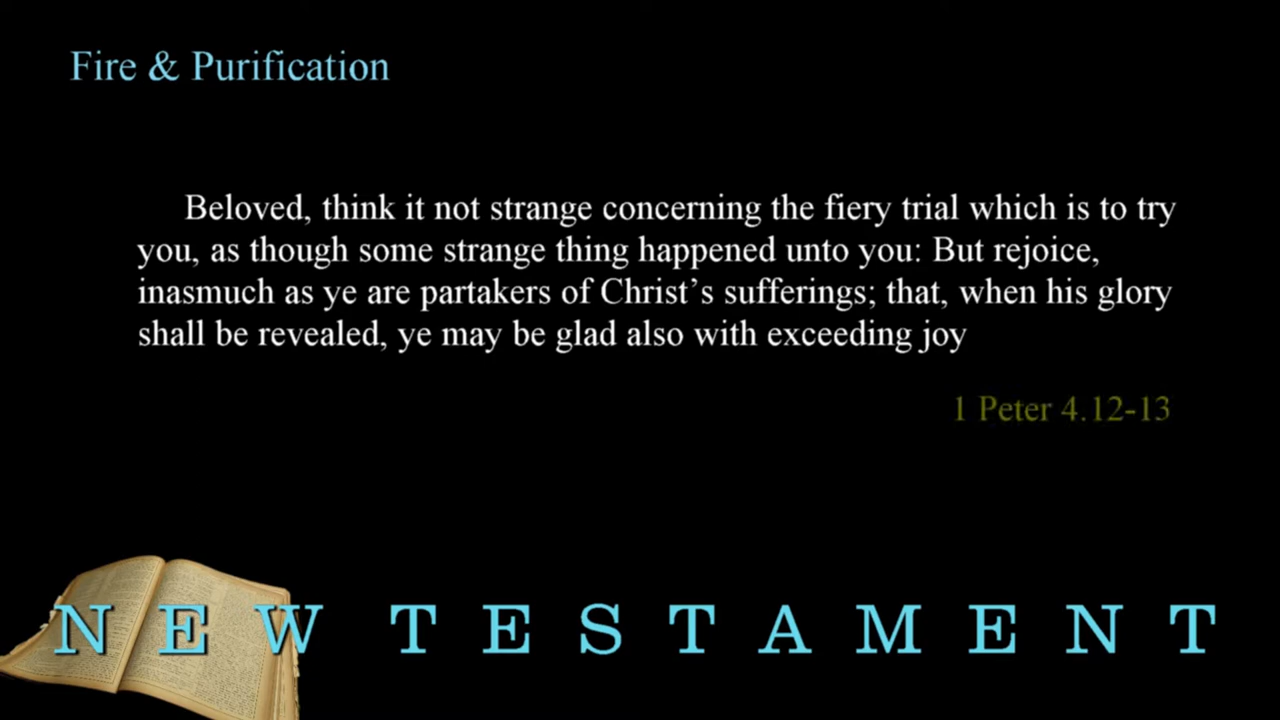 Fire & Purification
Beloved, think it not strange concerning the fiery trial which is to try
you, as though some strange thing happened unto you: But rejoice,
inasmuch as ye are partakers of Christ’s sufferings; that, when his glory
shall be revealed, ye may be glad also with exceeding joy
1 Peter 4.12-13
NEW TESTAMENT